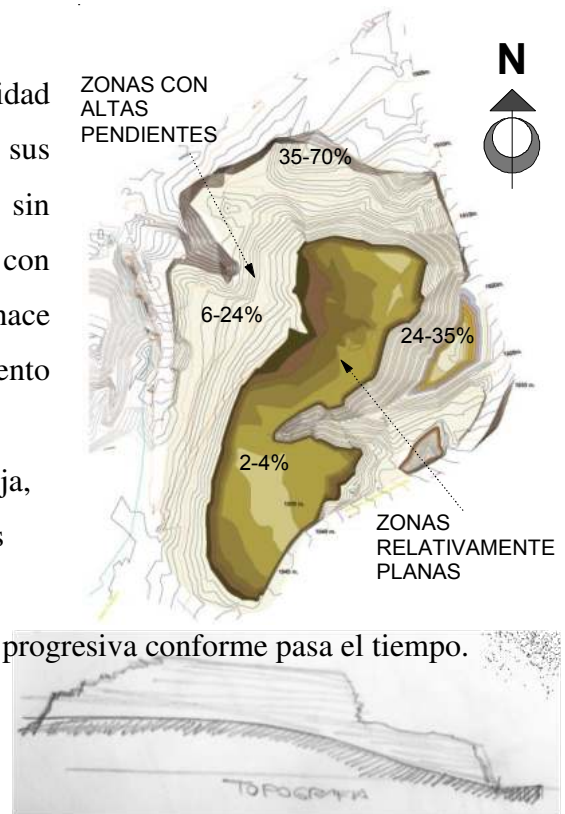 idad
sus
sin
con
nace
ento
ja,
s
ZONAS CON
ALTAS
PENDIENTES
N
35-70%
6-24%
24-35%
2-4%
ZONAS
RELATIVAMENTE
PLANAS
progresiva conforme pasa el tiempo.
TOPOGRAFIA